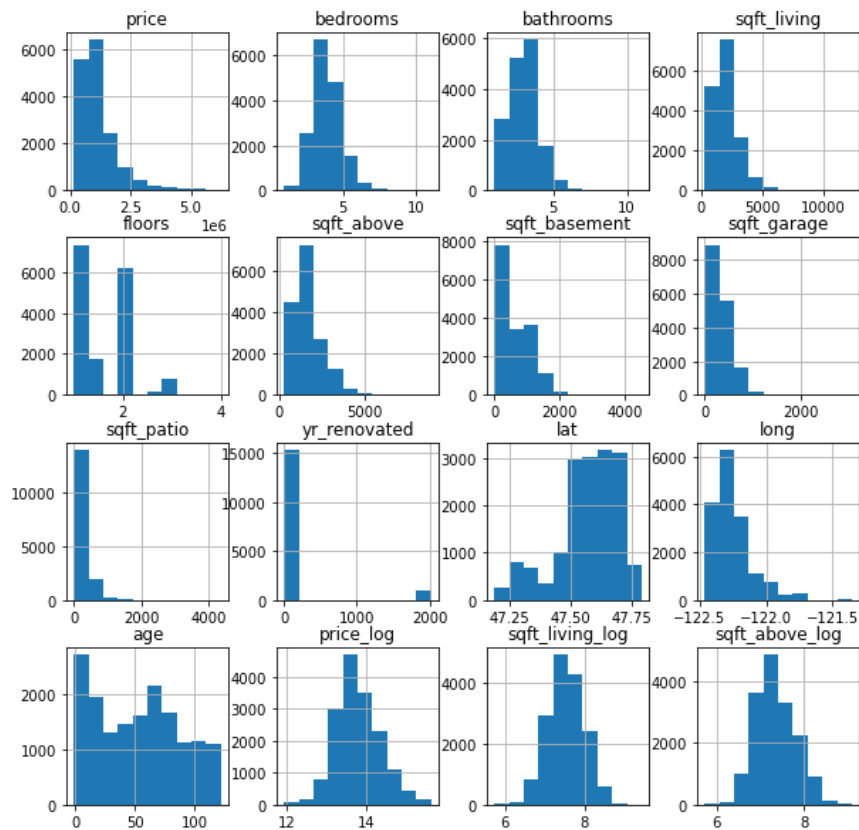 price bedrooms bathrooms sqft_living
6000 4000 2000 0
0.0 2.5 5.0
1e6
6000 4000 2000 0
5 10
6000 4000 2000 0
5 10
6000 4000 2000 0
0 5000 10000
floors sqft_above sqft_basement sqft_garage
6000 4000 2000 0
2 4
6000 4000 2000 0
0 5000
8000 6000 4000 2000 0
0 2000 4000
8000 6000 4000 2000 0
0 2000
sqft_patio yr_renovated lat long
10000 5000 0
0 2000 4000
15000 10000 5000 0
0 1000 2000
3000 2000 1000 0
47.25 47.50 47.75
6000 4000 2000 0
−122.5 −122.0 −121.5
age price_log sqft_living_log sqft_above_log
2000 1000 0
0 50 100
4000 3000 2000 1000 0
12 14
4000 2000 0
6 8
4000 2000 0
6 8